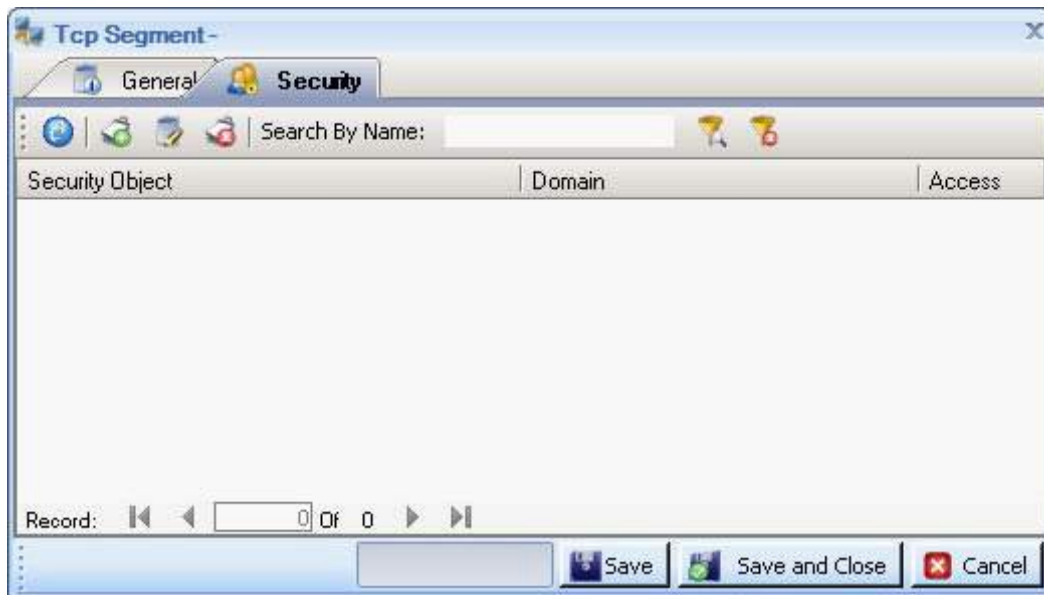 Tcp Segment -
General Security
Search By Name:
Security Object Domain Access
Record: 0 Of 0
Save Save and Close Cancel